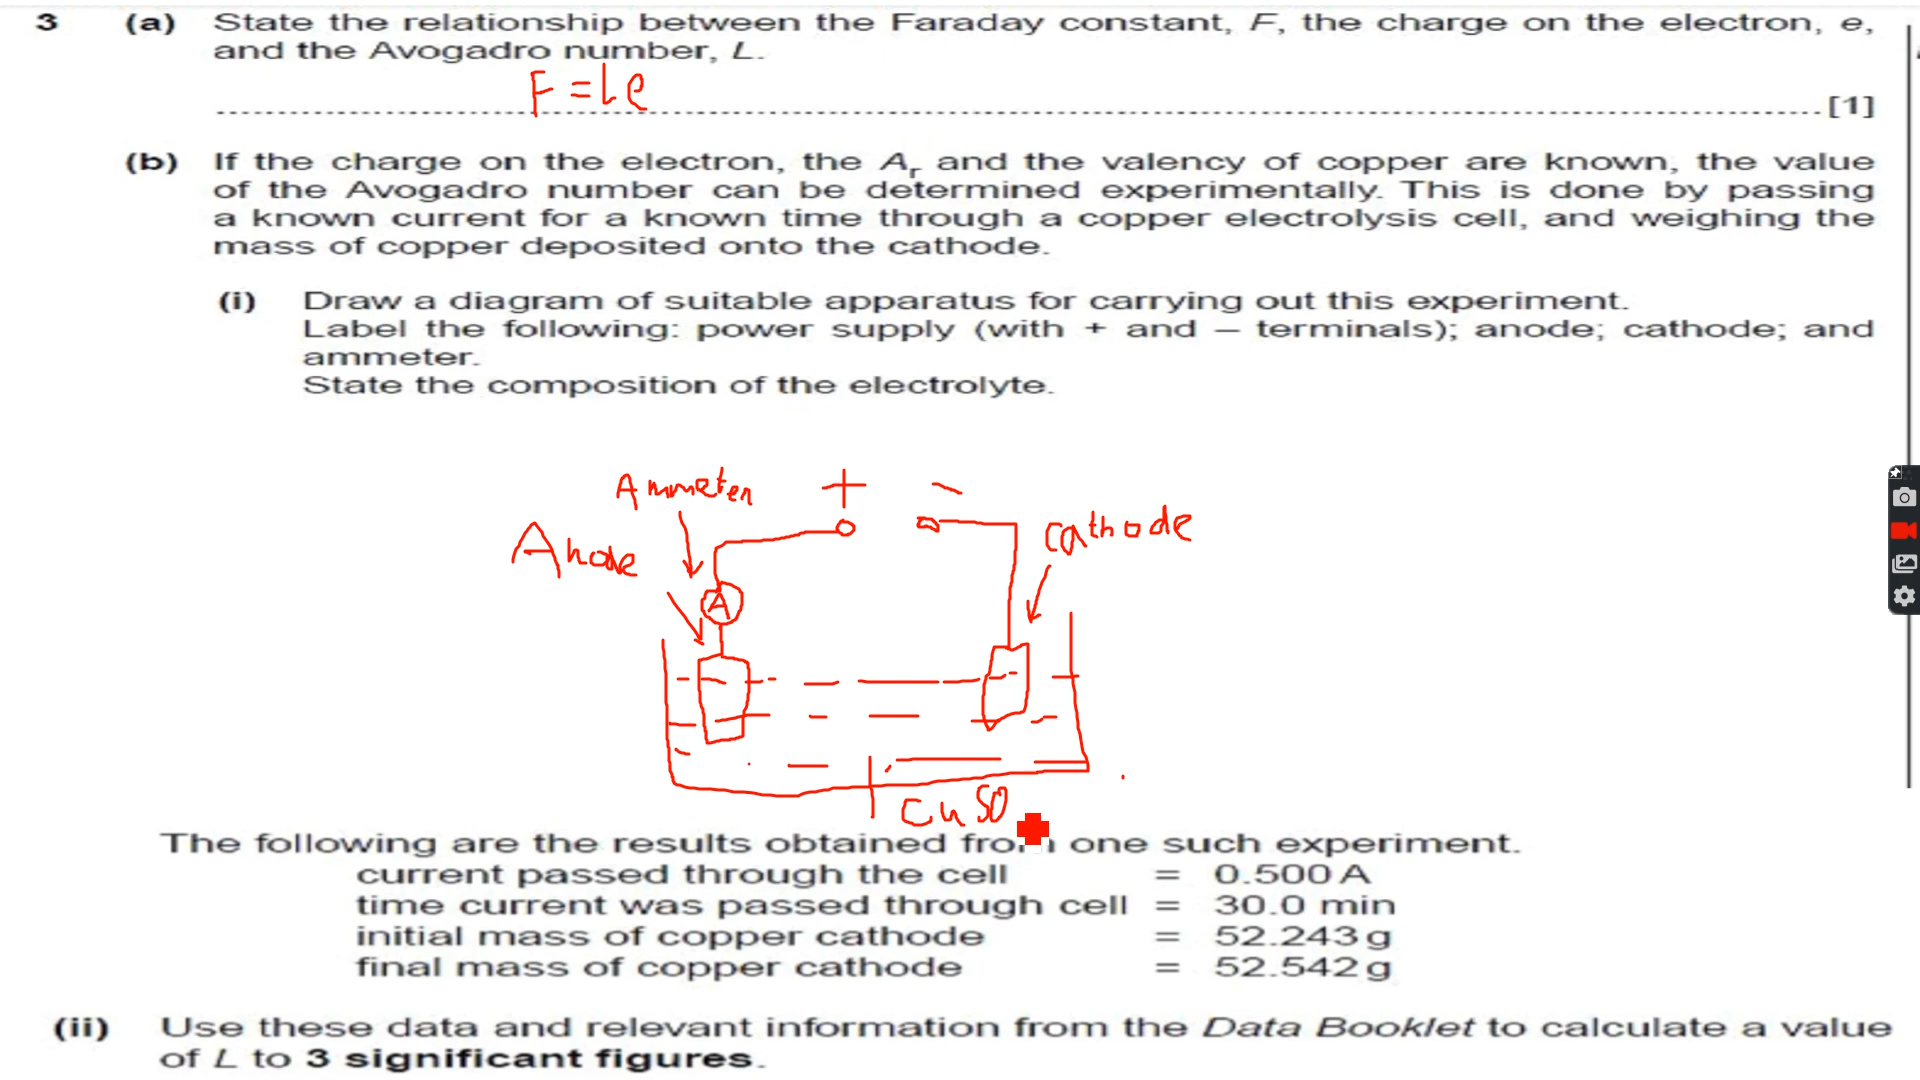 3 (a) State the relationship between the Faraday constant, F, the charge on the electron, e,
and the Avogadro number, L.
F = Le
[1]
(b) If the charge on the electron, the Ar and the valency of copper are known, the value
of the Avogadro number can be determined experimentally. This is done by passing
a known current for a known time through a copper electrolysis cell, and weighing the
mass of copper deposited onto the cathode.
(i) Draw a diagram of suitable apparatus for carrying out this experiment.
Label the following: power supply (with + and – terminals); anode; cathode; and
ammeter.
State the composition of the electrolyte.
Ammeter + –
Anode
cathode
A
CuSO
The following are the results obtained from one such experiment.
current passed through the cell = 0.500 A
time current was passed through cell = 30.0 min
initial mass of copper cathode = 52.243 g
final mass of copper cathode = 52.542 g
(ii) Use these data and relevant information from the Data Booklet to calculate a value
of L to 3 significant figures.